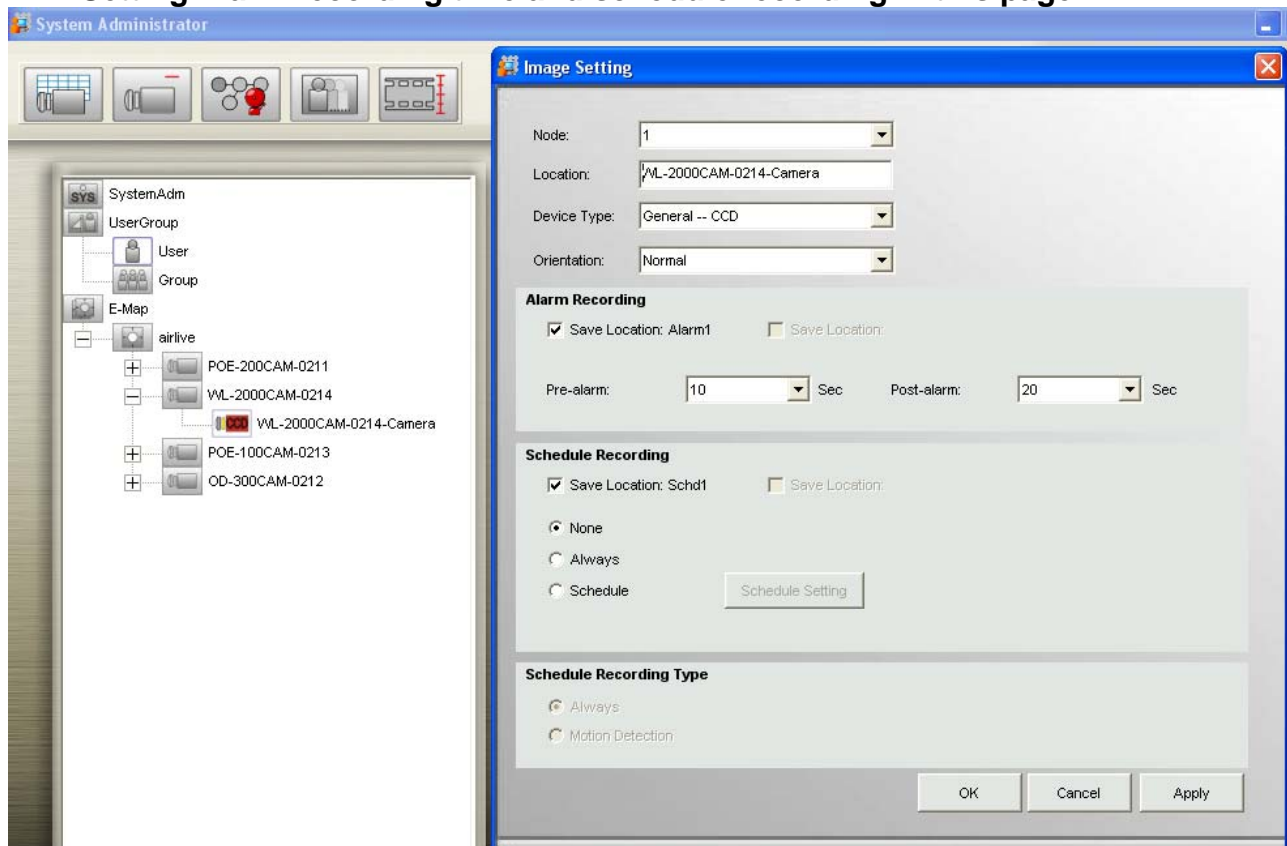 System Administrator
SYS SystemAdm
UserGroup
User
Group
E-Map
airlive
POE-200CAM-0211
WL-2000CAM-0214
CCD WL-2000CAM-0214-Camera
POE-100CAM-0213
OD-300CAM-0212
Image Setting
Node: 1
Location: WL-2000CAM-0214-Camera
Device Type: General -- CCD
Orientation: Normal
Alarm Recording
Save Location: Alarm1 Save Location:
Pre-alarm: 10 Sec Post-alarm: 20 Sec
Schedule Recording
Save Location: Schd1 Save Location:
None
Always
Schedule Schedule Setting
Schedule Recording Type
Always
Motion Detection
OK Cancel Apply